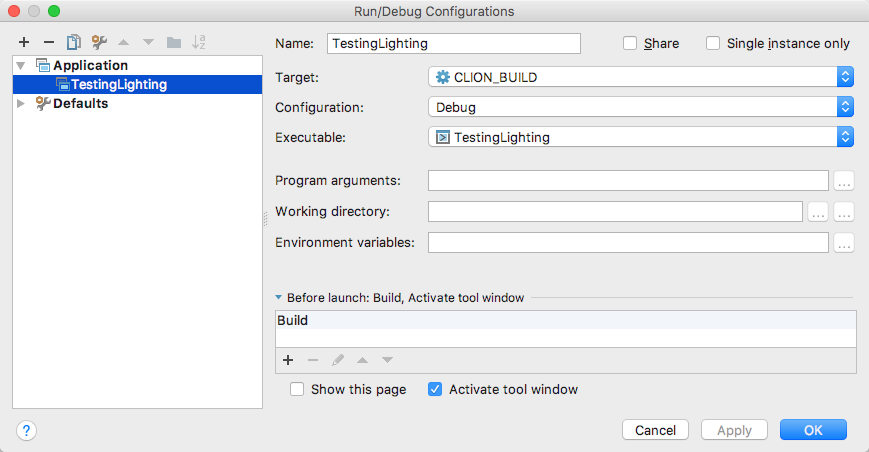 Run/Debug Configurations
Name: TestingLighting Share Single instance only
Application
TestingLighting
Defaults
Target: CLION_BUILD
Configuration: Debug
Executable: TestingLighting
Program arguments: ...
Working directory: ... ...
Environment variables: ...
Before launch: Build, Activate tool window
Build
Show this page Activate tool window
? Cancel Apply OK